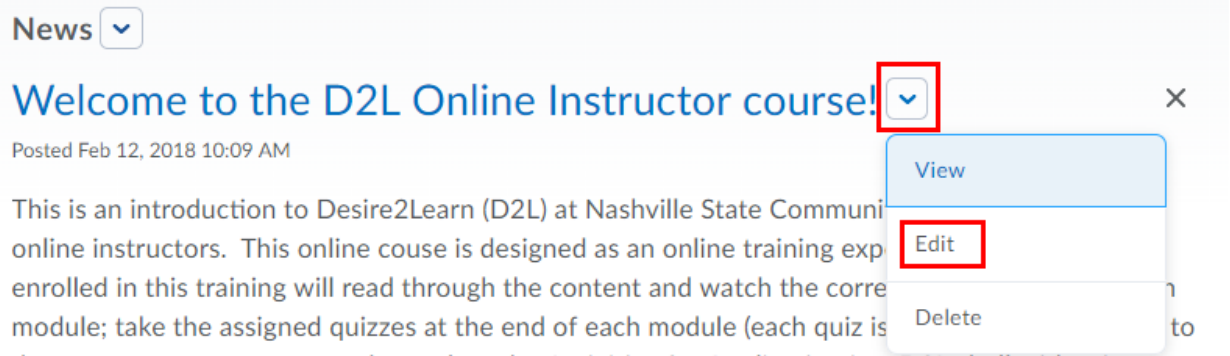 News
Welcome to the D2L Online Instructor course!
Posted Feb 12, 2018 10:09 AM
View
Edit
Delete
This is an introduction to Desire2Learn (D2L) at Nashville State
online instructors. This online couse is designed as an online training
enrolled in this training will read through the content and watch the
module; take the assigned quizzes at the end of each module (each quiz is to